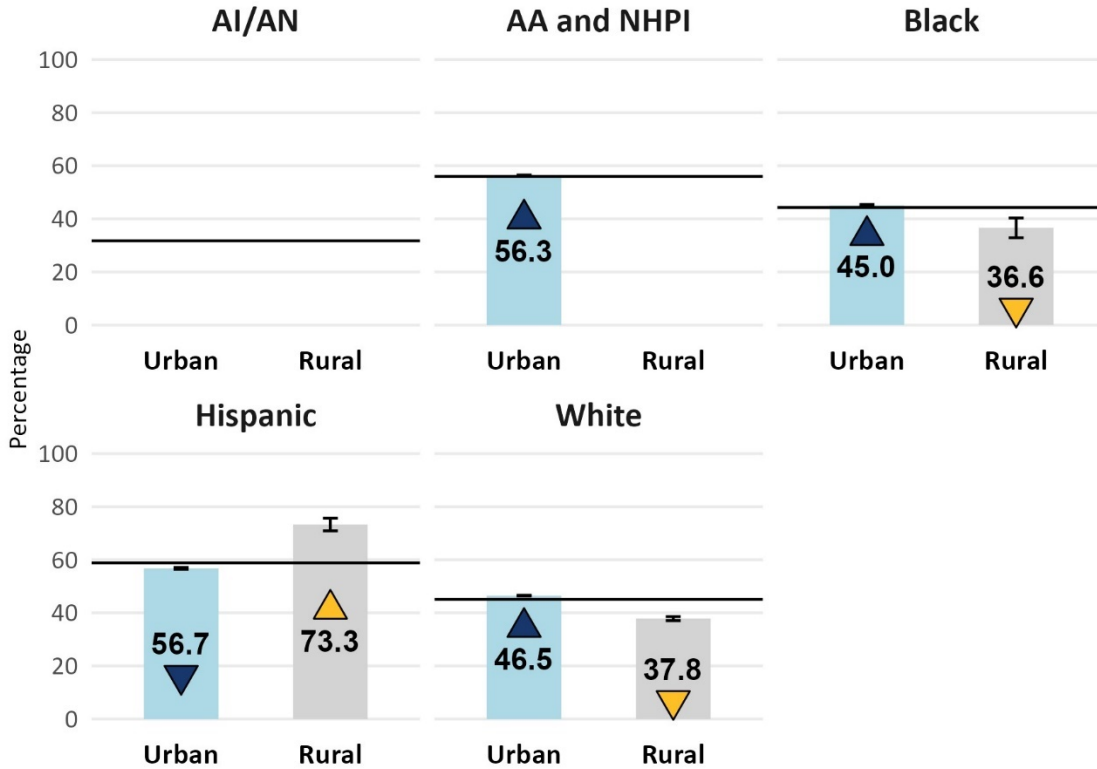 AI/AN
AA and NHPI
Black
100
80
60
40
20
0
56.3
45.0
36.6
Urban
Rural
Urban
Rural
Urban
Rural
Percentage
Hispanic
White
100
80
60
40
20
0
56.7
73.3
46.5
37.8
Urban
Rural
Urban
Rural